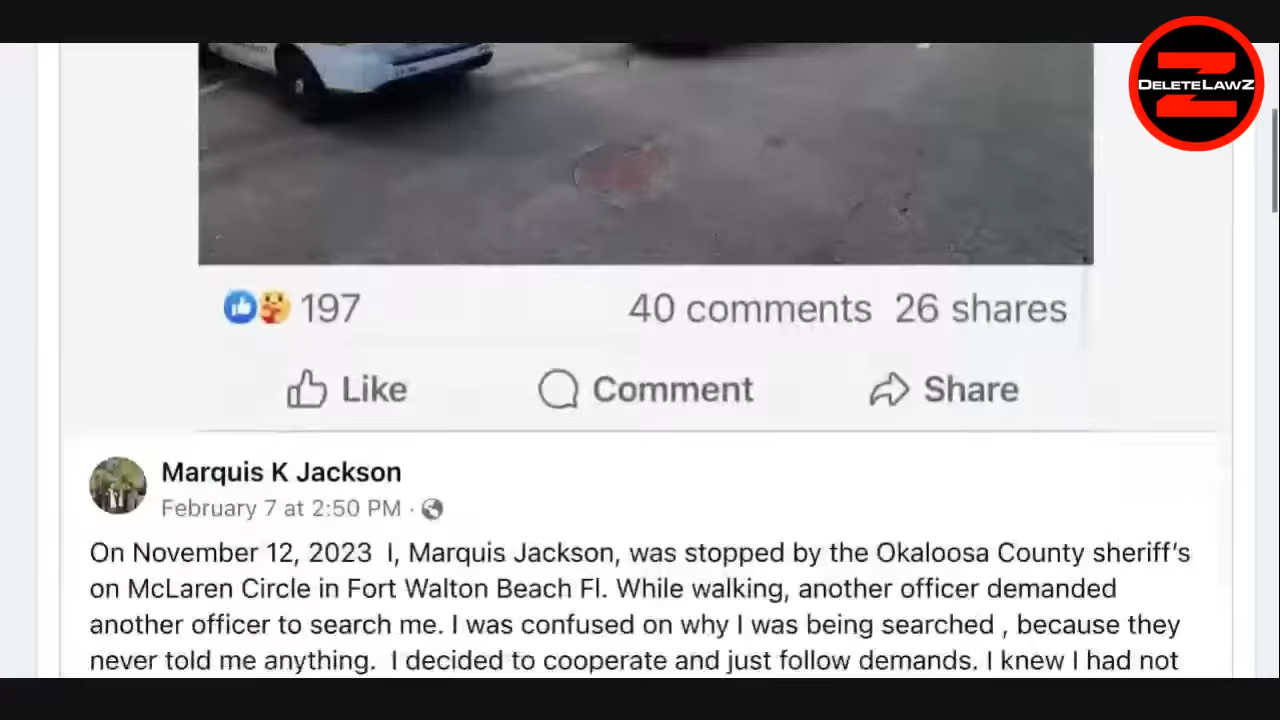 DELETELAWZ
197
40 comments 26 shares
Like
Comment
Share
Marquis K Jackson
February 7 at 2:50 PM ·
On November 12, 2023 I, Marquis Jackson, was stopped by the Okaloosa County sheriff's
on McLaren Circle in Fort Walton Beach Fl. While walking, another officer demanded
another officer to search me. I was confused on why I was being searched , because they
never told me anything. I decided to cooperate and just follow demands. I knew I had not